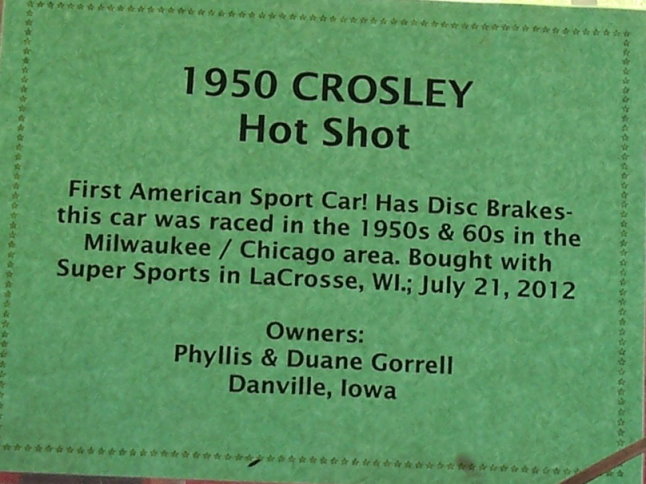 1950 CROSLEY
Hot Shot
First American Sport Car! Has Disc Brakes-
this car was raced in the 1950s & 60s in the
Milwaukee / Chicago area. Bought with
Super Sports in LaCrosse, WI.; July 21, 2012
Owners:
Phyllis & Duane Gorrell
Danville, Iowa